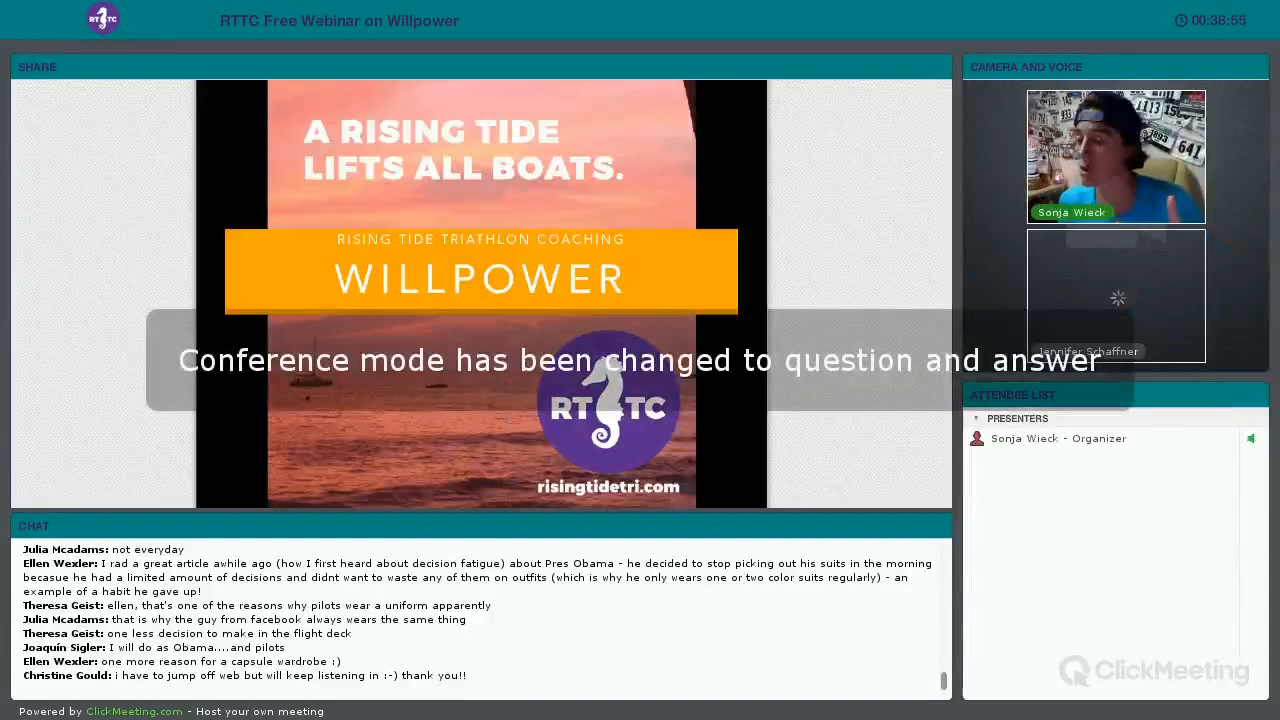 RTTC
RTTC Free Webinar on Willpower
00:38:55
SHARE
A RISING TIDE
LIFTS ALL BOATS.
RISING TIDE TRIATHLON COACHING
WILLPOWER
Conference mode has been changed to question and answer
RTTC
risingtidetri.com
CAMERA AND VOICE
1113
933
893
641
Sonja Wieck
Jennifer Schaffner
ATTENDEE LIST
PRESENTERS
Sonja Wieck - Organizer
ClickMeeting
CHAT
Julia Mcadams: not everyday
Ellen Wexler: I rad a great article awhile ago (how I first heard about decision fatigue) about Pres Obama - he decided to stop picking out his suits in the morning
becasue he had a limited amount of decisions and didnt want to waste any of them on outfits (which is why he only wears one or two color suits regularly) - an
example of a habit he gave up!
Theresa Geist: ellen, that's one of the reasons why pilots wear a uniform apparently
Julia Mcadams: that is why the guy from facebook always wears the same thing
Theresa Geist: one less decision to make in the flight deck
Joaquín Sigler: I will do as Obama....and pilots
Ellen Wexler: one more reason for a capsule wardrobe :)
Christine Gould: i have to jump off web but will keep listening in :-) thank you!!
Powered by ClickMeeting.com - Host your own meeting